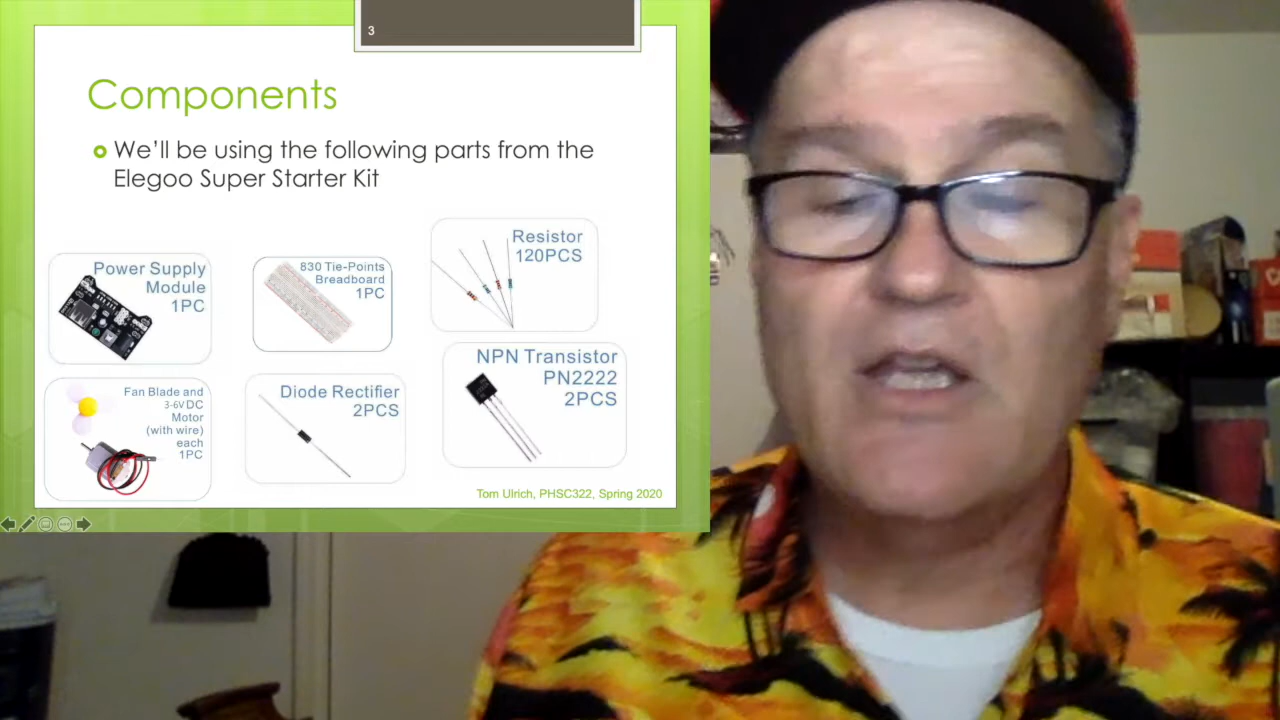 3
Components
We'll be using the following parts from the
Elegoo Super Starter Kit
Power Supply
Module
1PC
830 Tie-Points
Breadboard
1PC
Resistor
120PCS
Fan Blade and
3-6VDC
Motor
(with wire)
each
1PC
Diode Rectifier
2PCS
NPN Transistor
PN2222
2PCS
Tom Ulrich, PHSC322, Spring 2020